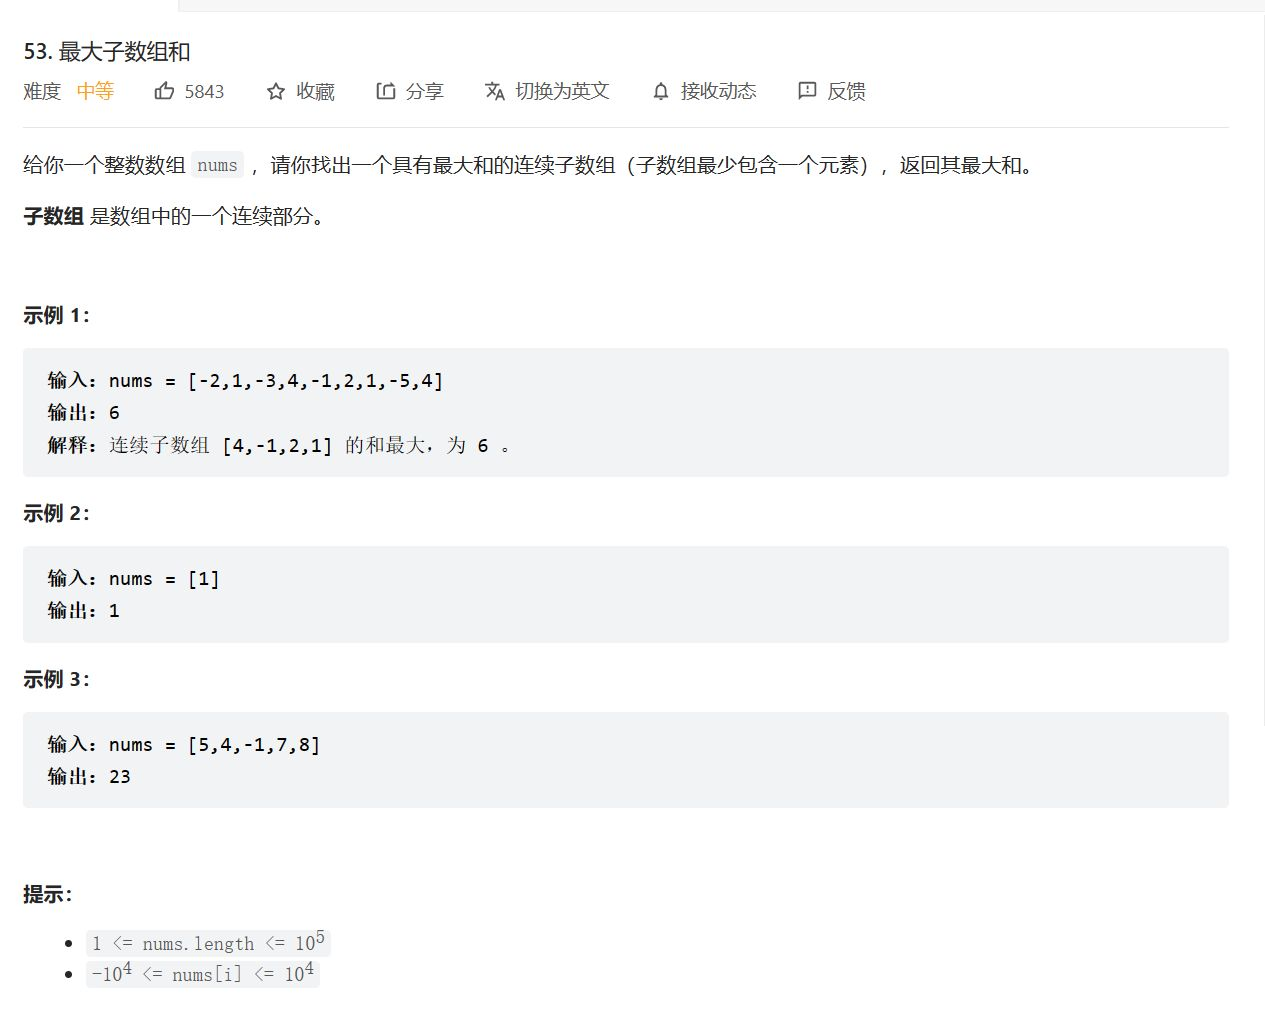 53. 最大子数组和
难度 中等 5843 收藏 分享 切换为英文 接收动态 反馈
给你一个整数数组 nums ，请你找出一个具有最大和的连续子数组（子数组最少包含一个元素），返回其最大和。
子数组 是数组中的一个连续部分。
示例 1：
输入：nums = [-2,1,-3,4,-1,2,1,-5,4]
输出：6
解释：连续子数组 [4,-1,2,1] 的和最大，为 6 。
示例 2：
输入：nums = [1]
输出：1
示例 3：
输入：nums = [5,4,-1,7,8]
输出：23
提示：
• 1 <= nums.length <= 10⁵
• -10⁴ <= nums[i] <= 10⁴